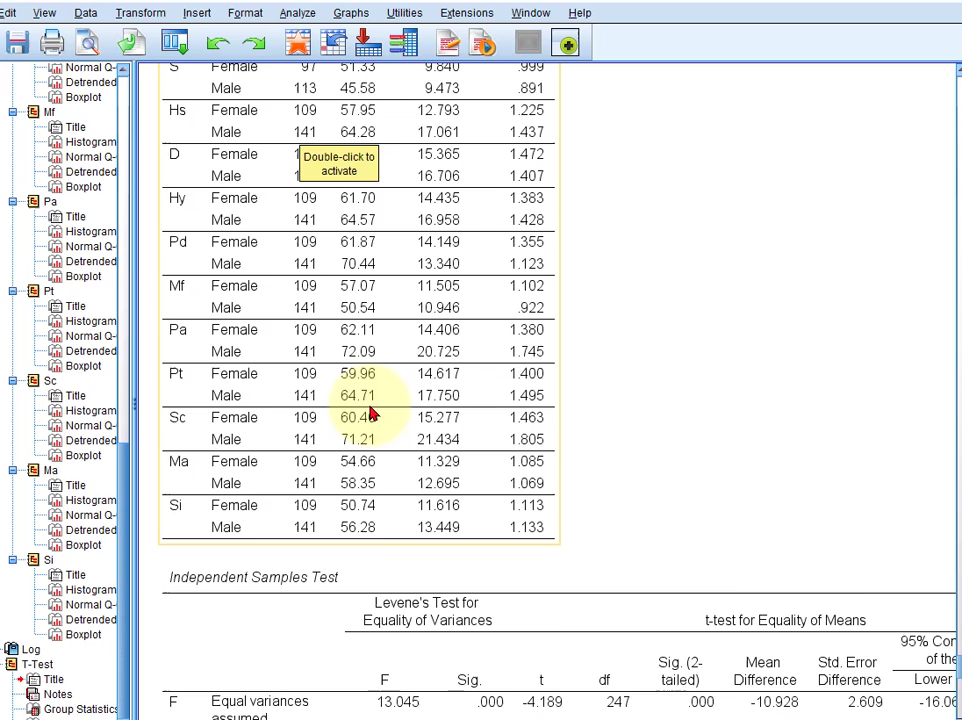 Edit View Data Transform Insert Format Analyze Graphs Utilities Extensions Window Help
Normal Q-
Detrended
Boxplot
Mf
Title
Histogram
Normal Q-
Detrended
Boxplot
Pa
Title
Histogram
Normal Q-
Detrended
Boxplot
Pt
Title
Histogram
Normal Q-
Detrended
Boxplot
Sc
Title
Histogram
Normal Q-
Detrended
Boxplot
Ma
Title
Histogram
Normal Q-
Detrended
Boxplot
Si
Title
Histogram
Normal Q-
Detrended
Boxplot
Log
T-Test
Title
Notes
Group Statistics
S Female 97 51.33 9.840 .999
Male 113 45.58 9.473 .891
Hs Female 109 57.95 12.793 1.225
Male 141 64.28 17.061 1.437
D Female 15.365 1.472
Male 16.706 1.407
Double-click to
activate
Hy Female 109 61.70 14.435 1.383
Male 141 64.57 16.958 1.428
Pd Female 109 61.87 14.149 1.355
Male 141 70.44 13.340 1.123
Mf Female 109 57.07 11.505 1.102
Male 141 50.54 10.946 .922
Pa Female 109 62.11 14.406 1.380
Male 141 72.09 20.725 1.745
Pt Female 109 59.96 14.617 1.400
Male 141 64.71 17.750 1.495
Sc Female 109 15.277 1.463
Male 141 71.21 21.434 1.805
Ma Female 109 54.66 11.329 1.085
Male 141 58.35 12.695 1.069
Si Female 109 50.74 11.616 1.113
Male 141 56.28 13.449 1.133
Independent Samples Test
Levene's Test for
Equality of Variances
t-test for Equality of Means
95% Con
of the
F Sig. t df Sig. (2-
tailed) Mean
Difference Std. Error
Difference Lower
F Equal variances
assumed 13.045 .000 -4.189 247 .000 -10.928 2.609 -16.06